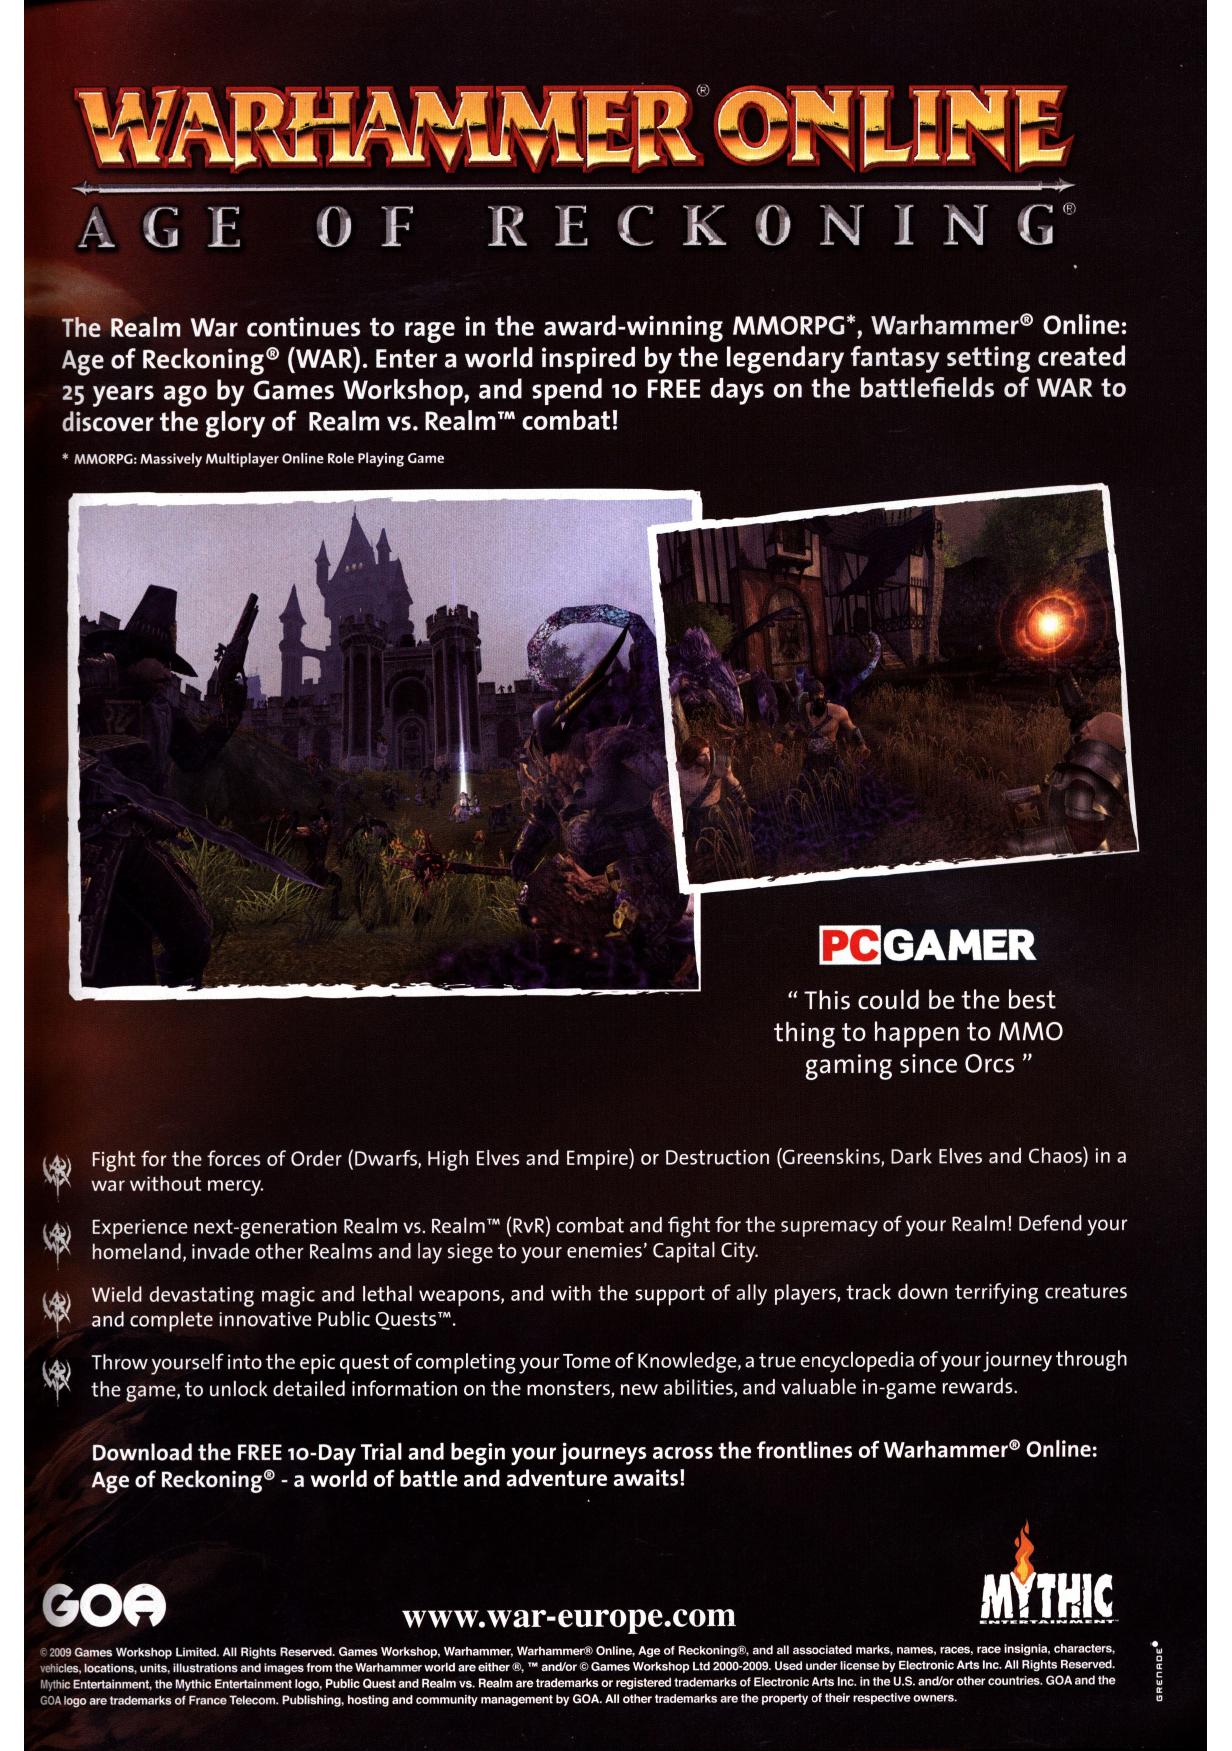 WARHAMMER® ONLINE
AGE OF RECKONING®
The Realm War continues to rage in the award-winning MMORPG*, Warhammer® Online:
Age of Reckoning® (WAR). Enter a world inspired by the legendary fantasy setting created
25 years ago by Games Workshop, and spend 10 FREE days on the battlefields of WAR to
discover the glory of Realm vs. Realm™ combat!
* MMORPG: Massively Multiplayer Online Role Playing Game
PCGAMER
“ This could be the best
thing to happen to MMO
gaming since Orcs ”
Fight for the forces of Order (Dwarfs, High Elves and Empire) or Destruction (Greenskins, Dark Elves and Chaos) in a
war without mercy.
Experience next-generation Realm vs. Realm™ (RvR) combat and fight for the supremacy of your Realm! Defend your
homeland, invade other Realms and lay siege to your enemies’ Capital City.
Wield devastating magic and lethal weapons, and with the support of ally players, track down terrifying creatures
and complete innovative Public Quests™.
Throw yourself into the epic quest of completing your Tome of Knowledge, a true encyclopedia of your journey through
the game, to unlock detailed information on the monsters, new abilities, and valuable in-game rewards.
Download the FREE 10-Day Trial and begin your journeys across the frontlines of Warhammer® Online:
Age of Reckoning® - a world of battle and adventure awaits!
GOA
www.war-europe.com
MYTHIC
ENTERTAINMENT™
© 2009 Games Workshop Limited. All Rights Reserved. Games Workshop, Warhammer, Warhammer® Online, Age of Reckoning®, and all associated marks, names, races, race insignia, characters,
vehicles, locations, units, illustrations and images from the Warhammer world are either ®, ™ and/or © Games Workshop Ltd 2000-2009. Used under license by Electronic Arts Inc. All Rights Reserved.
Mythic Entertainment, the Mythic Entertainment logo, Public Quest and Realm vs. Realm are trademarks or registered trademarks of Electronic Arts Inc. in the U.S. and/or other countries. GOA and the
GOA logo are trademarks of France Telecom. Publishing, hosting and community management by GOA. All other trademarks are the property of their respective owners.
GRENADE